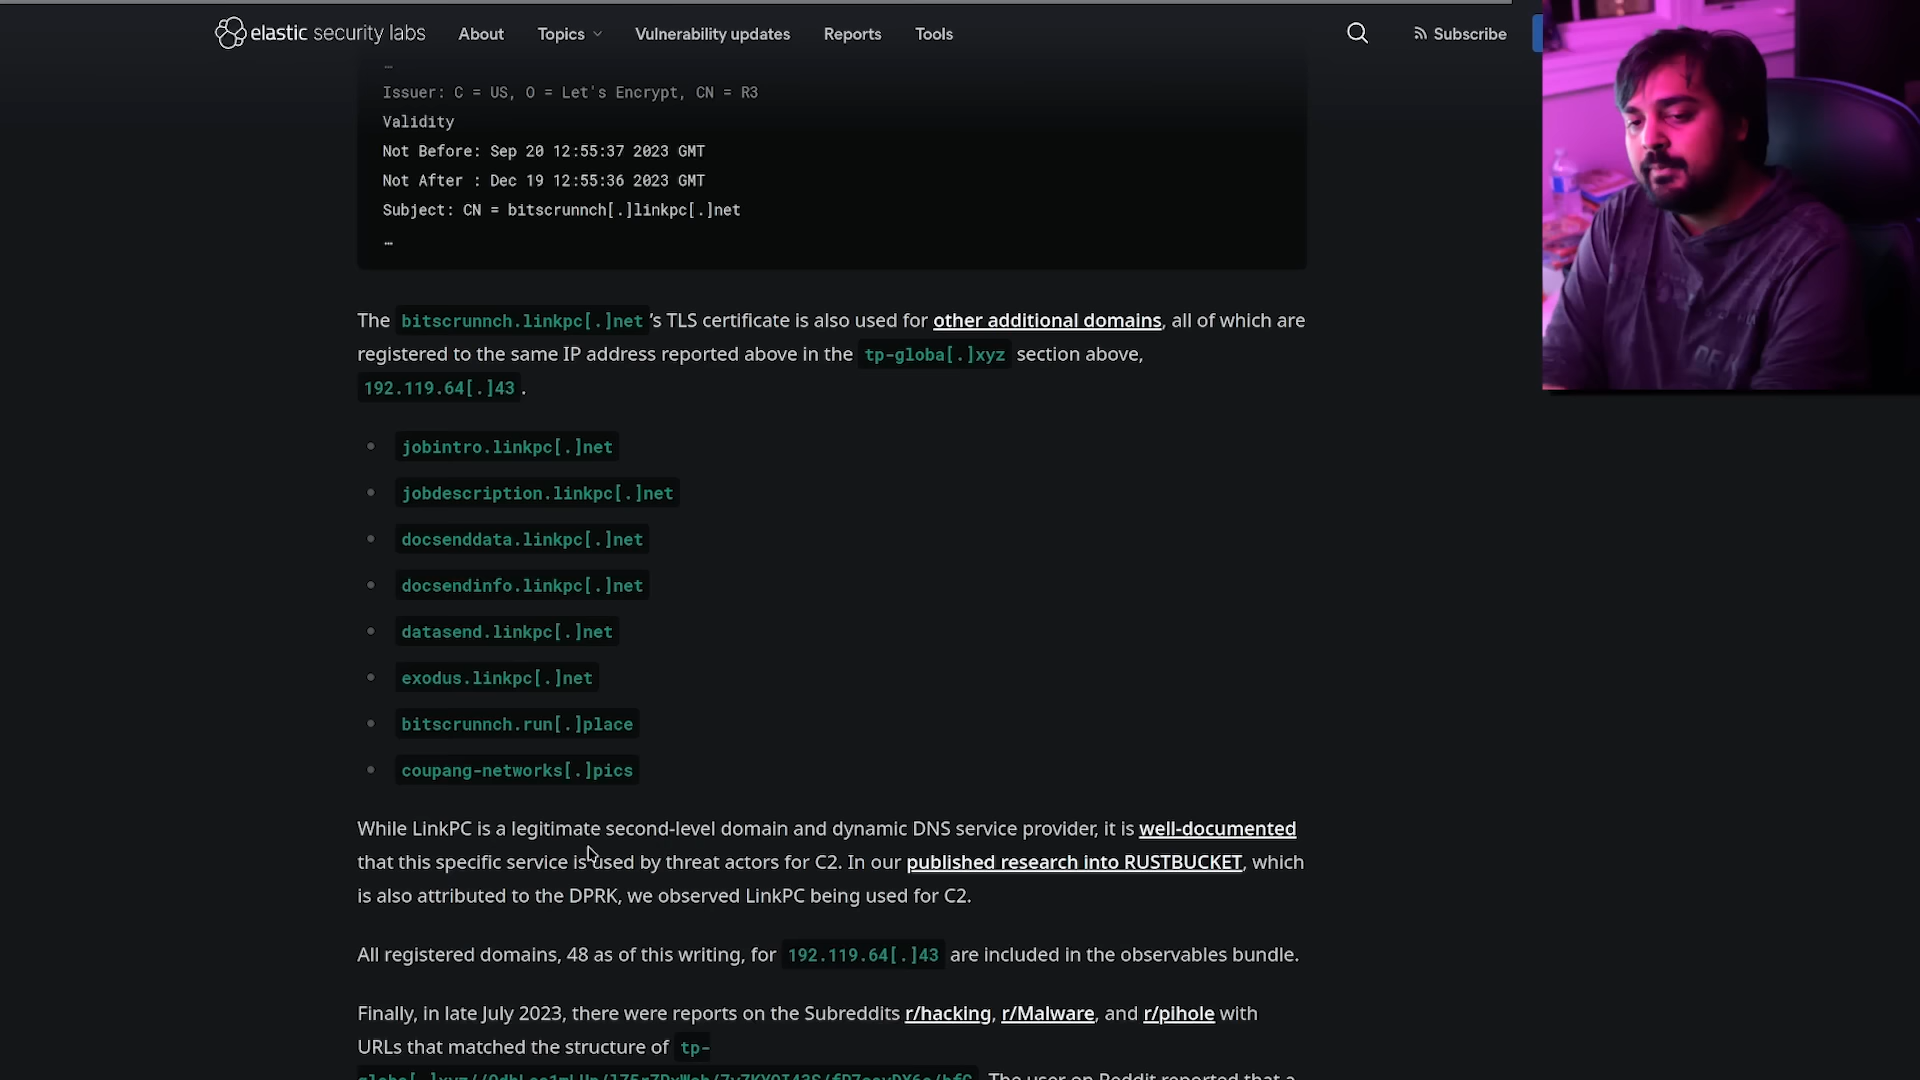 elastic security labs About Topics Vulnerability updates Reports Tools Subscribe
…
Issuer: C = US, O = Let's Encrypt, CN = R3
Validity
Not Before: Sep 20 12:55:37 2023 GMT
Not After : Dec 19 12:55:36 2023 GMT
Subject: CN = bitscrunnch[.]linkpc[.]net
…
The bitscrunnch.linkpc[.]net 's TLS certificate is also used for other additional domains, all of which are
registered to the same IP address reported above in the tp-globa[.]xyz section above,
192.119.64[.]43 .
jobintro.linkpc[.]net
jobdescription.linkpc[.]net
docsenddata.linkpc[.]net
docsendinfo.linkpc[.]net
datasend.linkpc[.]net
exodus.linkpc[.]net
bitscrunnch.run[.]place
coupang-networks[.]pics
While LinkPC is a legitimate second-level domain and dynamic DNS service provider, it is well-documented
that this specific service is used by threat actors for C2. In our published research into RUSTBUCKET, which
is also attributed to the DPRK, we observed LinkPC being used for C2.
All registered domains, 48 as of this writing, for 192.119.64[.]43 are included in the observables bundle.
Finally, in late July 2023, there were reports on the Subreddits r/hacking, r/Malware, and r/pihole with
URLs that matched the structure of tp-
The user on Reddit reported that a